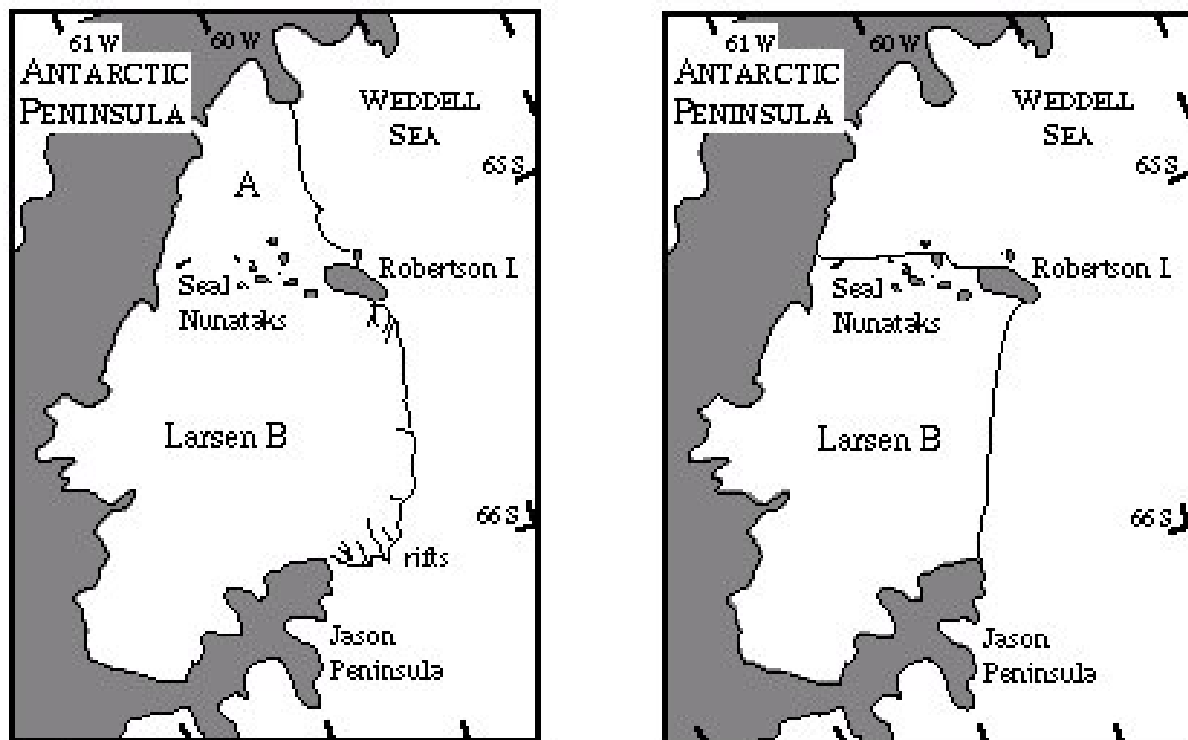 61 W
60 W
ANTARCTIC
PENINSULA
WEDDELL
SEA
65 S
A
Robertson I.
Seal
Nunataks
Larsen B
66 S
rifts
Jason
Peninsula
61 W
60 W
ANTARCTIC
PENINSULA
WEDDELL
SEA
65 S
Robertson I.
Seal
Nunataks
Larsen B
66 S
Jason
Peninsula